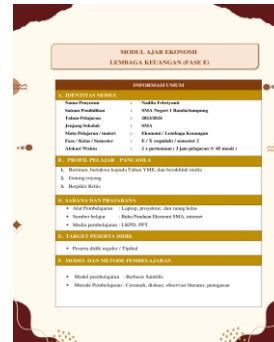 MODUL AJAR EKONOMI
LEMBAGA KEUANGAN (FASE E)
INFORMASI UMUM
A. IDENTITAS MODUL
Nama Penyusun : Nadila Febriyanti
Satuan Pendidikan : SMA Negeri 1 Bandarlampung
Tahun Pelajaran : 2023/2024
Jenjang Sekolah : SMA
Mata Pelajaran / materi : Ekonomi / Lembaga Keuangan
Fase / Kelas / Semester : E / X (sepuluh) / semester 2
Alokasi Waktu : 2 x pertemuan ( 3 jam pelajaran @ 45 menit )
B. PROFIL PELAJAR PANCASILA
1. Beriman, bertakwa kepada Tuhan YME, dan berakhlak mulia
2. Gotong royong
3. Berpikir Kritis
D. SARANA DAN PRASARANA
• Alat Pembelajaran : Laptop, proyektor, dan ruang kelas
• Sumber belajar : Buku Panduan Ekonomi SMA, internet
• Media pembelajaran : LKPD, PPT
E. TARGET PESERTA DIDIK
• Peserta didik reguler / Tipikal
F. MODEL DAN METODE PEMBELAJARAN
• Model pembelajaran : Berbasis Saintific
• Metode Pembelajaran : Ceramah, diskusi, observasi literatur, penugasan